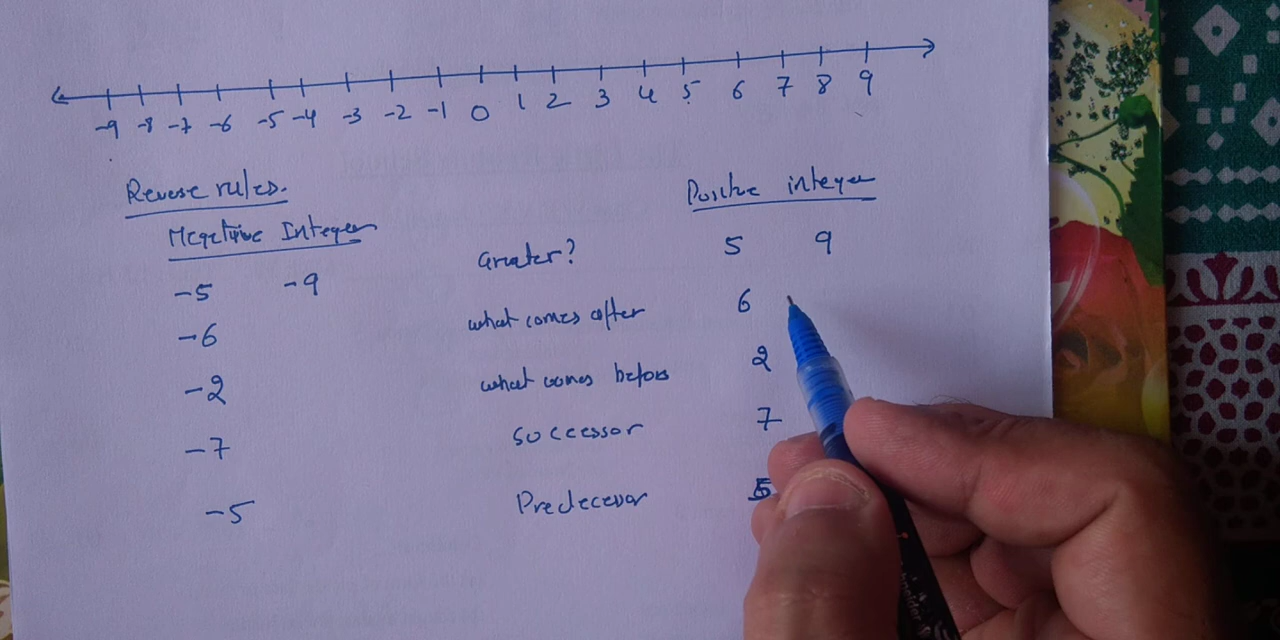 -9 -8 -7 -6 -5 -4 -3 -2 -1 0 1 2 3 4 5 6 7 8 9
Reverse rules. Positive integer
Negative Integer
Greater? 5 9
-5 -9
what comes after 6
-6
what comes before 2
-2
Successor 7
-7
Predecessor 5
-5